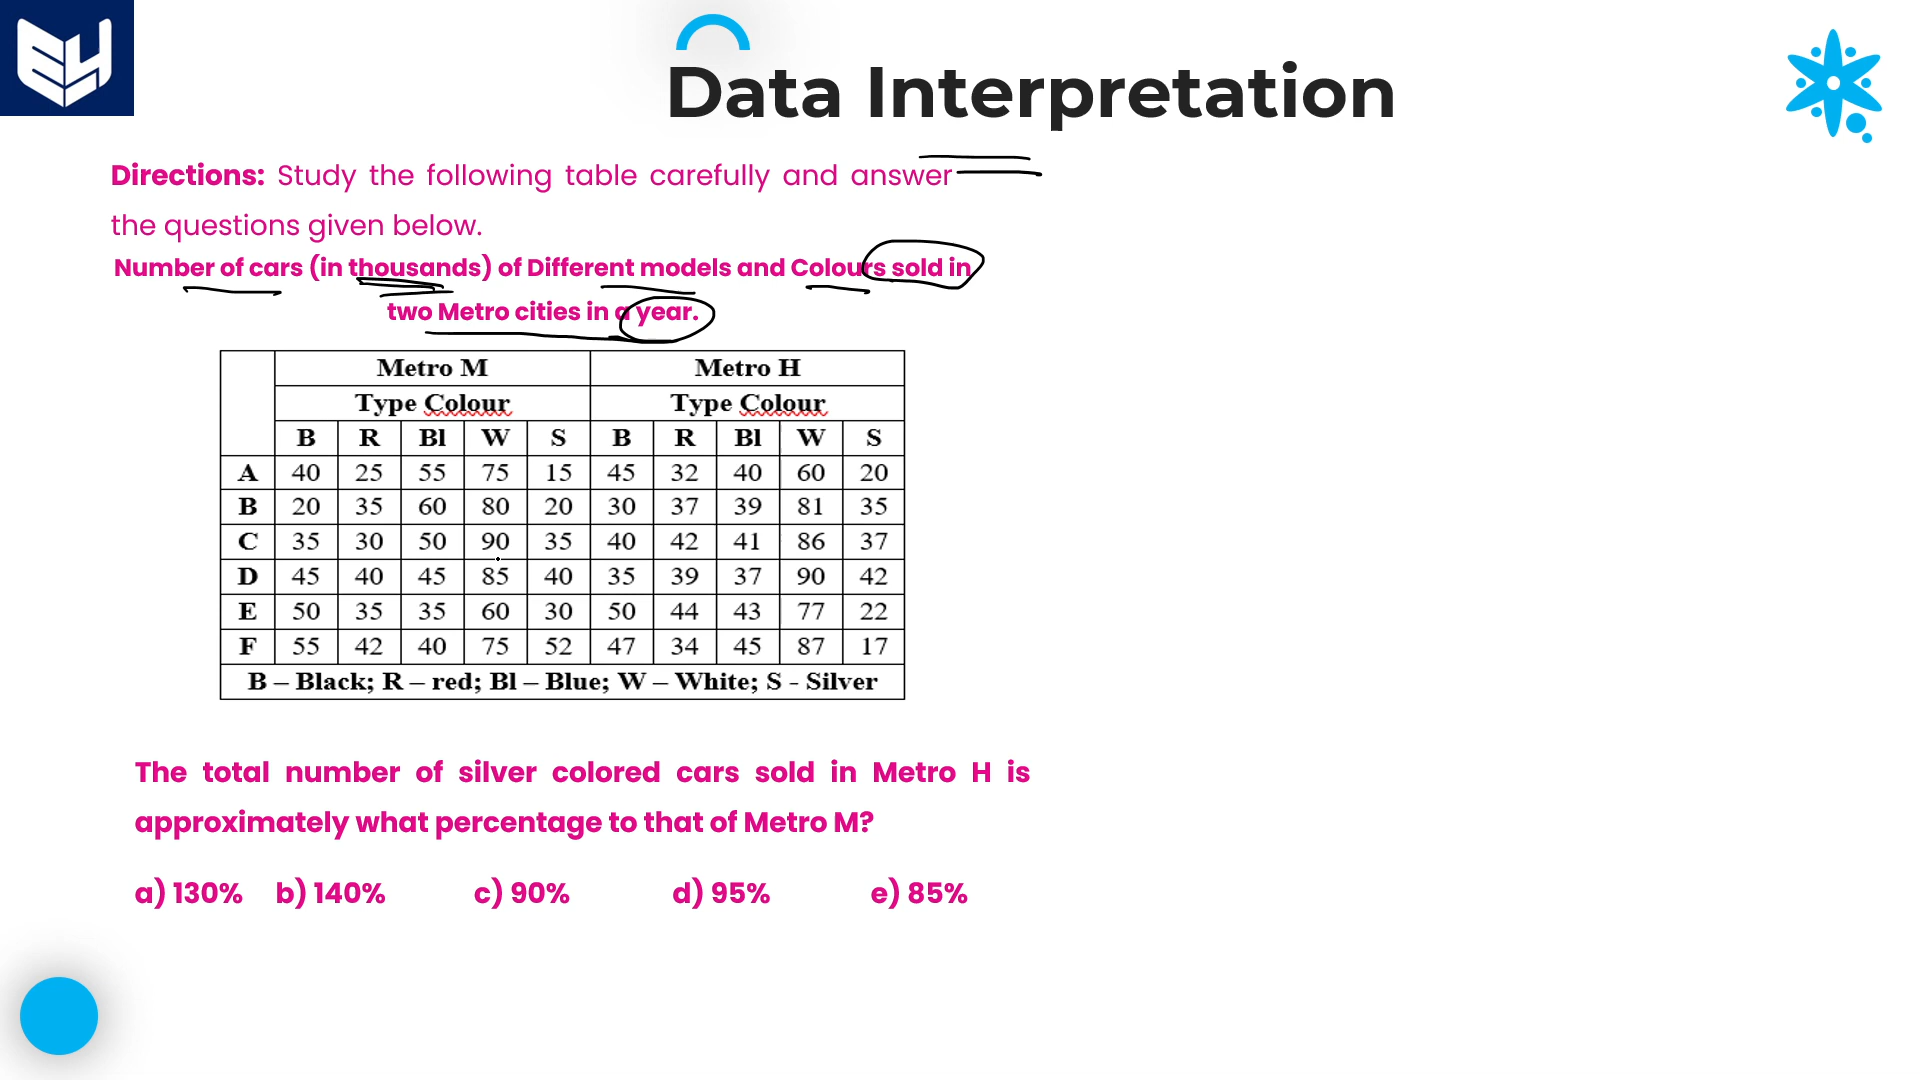 Data Interpretation
Directions: Study the following table carefully and answer
the questions given below.
Number of cars (in thousands) of Different models and Colours sold in
two Metro cities in a year.
Metro M Metro H
Type Colour Type Colour
B R Bl W S B R Bl W S
A 40 25 55 75 15 45 32 40 60 20
B 20 35 60 80 20 30 37 39 81 35
C 35 30 50 90 35 40 42 41 86 37
D 45 40 45 85 40 35 39 37 90 42
E 50 35 35 60 30 50 44 43 77 22
F 55 42 40 75 52 47 34 45 87 17
B – Black; R – red; Bl – Blue; W – White; S - Silver
The total number of silver colored cars sold in Metro H is
approximately what percentage to that of Metro M?
a) 130% b) 140% c) 90% d) 95% e) 85%